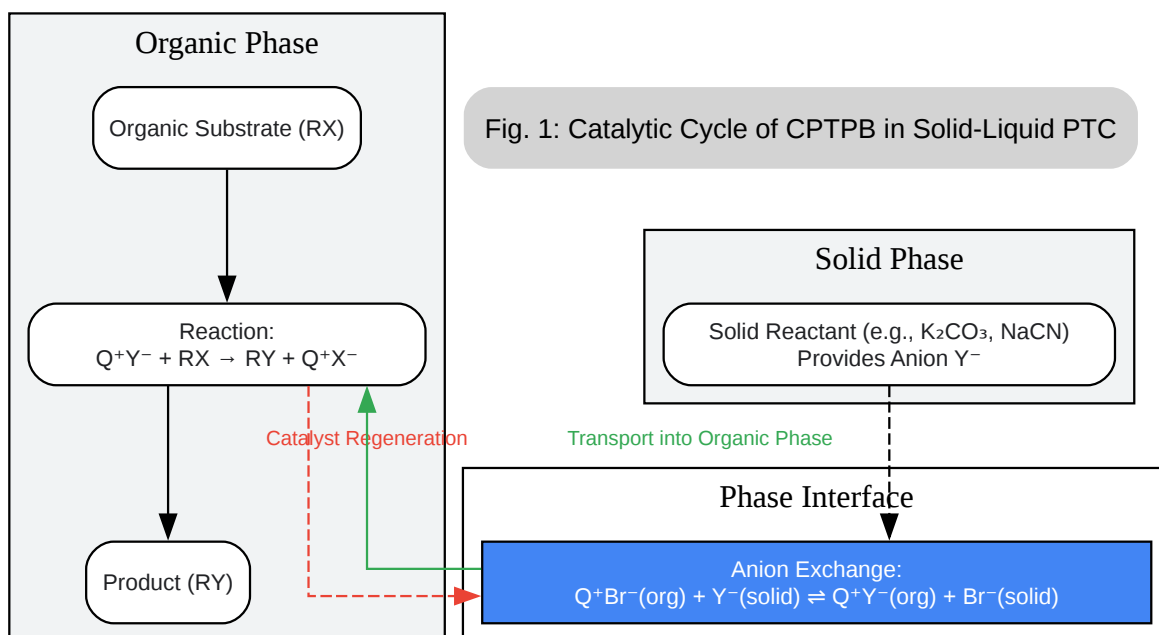 Organic Phase
Organic Substrate (RX)
Fig. 1: Catalytic Cycle of CPTPB in Solid-Liquid PTC
Solid Phase
Solid Reactant (e.g., K₂CO₃, NaCN)
Provides Anion Y⁻
Reaction:
Q⁺Y⁻ + RX → RY + Q⁺X⁻
Catalyst Regeneration
Transport into Organic Phase
Phase Interface
Anion Exchange:
Q⁺Br⁻(org) + Y⁻(solid) ⇌ Q⁺Y⁻(org) + Br⁻(solid)
Product (RY)